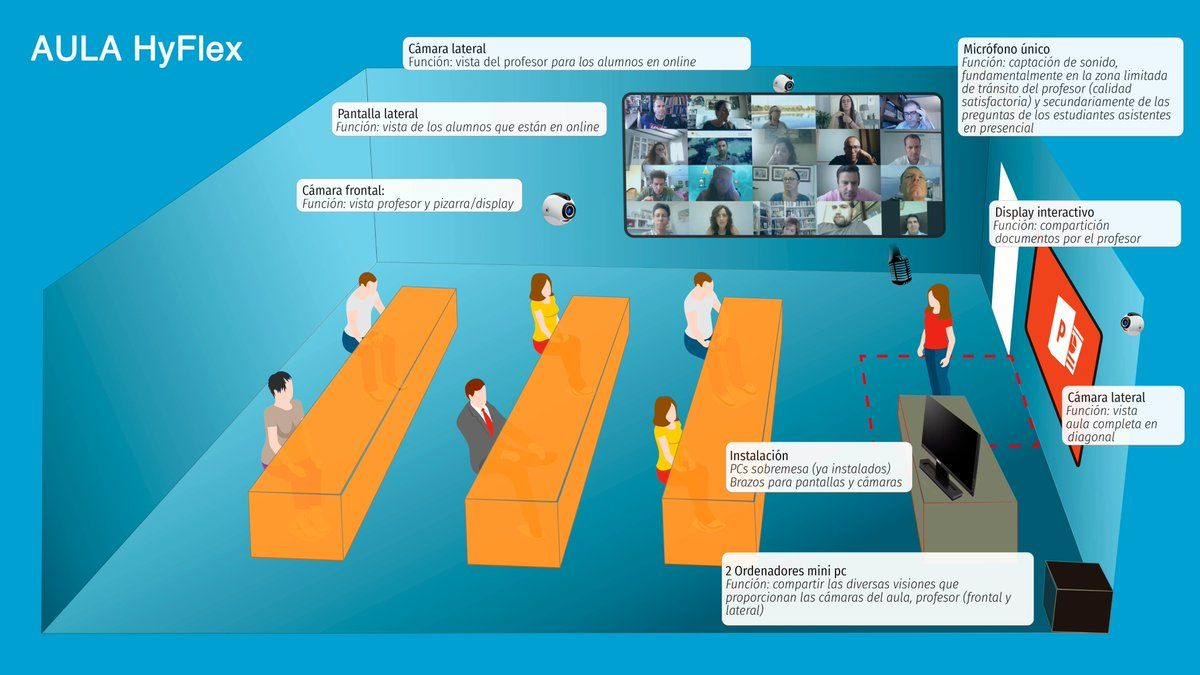 AULA HyFlex
Cámara lateral
Función: vista del profesor para los alumnos en online
Micrófono único
Función: captación de sonido,
fundamentalmente en la zona limitada
de tránsito del profesor (calidad
satisfactoria) y secundariamente de las
preguntas de los estudiantes asistentes
en presencial
Pantalla lateral
Función: vista de los alumnos que están en online
Cámara frontal:
Función: vista profesor y pizarra/display
Display interactivo
Función: compartición
documentos por el profesor
P
Cámara lateral
Función: vista
aula completa en
diagonal
Instalación
PCs sobremesa (ya instalados)
Brazos para pantallas y cámaras
2 Ordenadores mini pc
Función: compartir las diversas visiones que
proporcionan las cámaras del aula, profesor (frontal y
lateral)